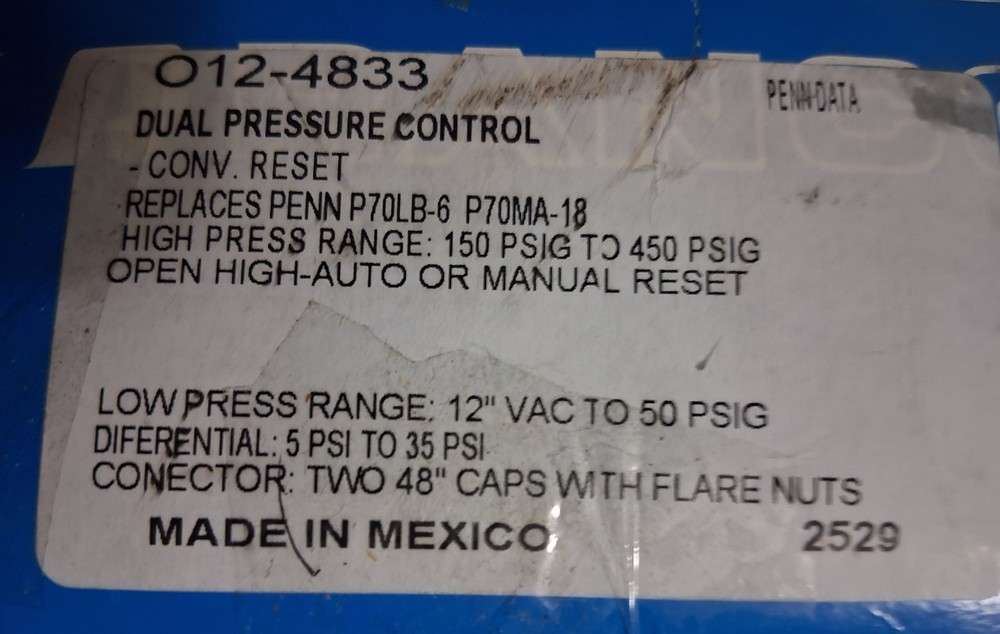 O12-4833
PENN-DATA
DUAL PRESSURE CONTROL
- CONV. RESET
REPLACES PENN P70LB-6 P70MA-18
HIGH PRESS RANGE: 150 PSIG TO 450 PSIG
OPEN HIGH-AUTO OR MANUAL RESET
LOW PRESS RANGE: 12" VAC TO 50 PSIG
DIFERENTIAL: 5 PSI TO 35 PSI
CONECTOR: TWO 48" CAPS WITH FLARE NUTS
MADE IN MEXICO 2529